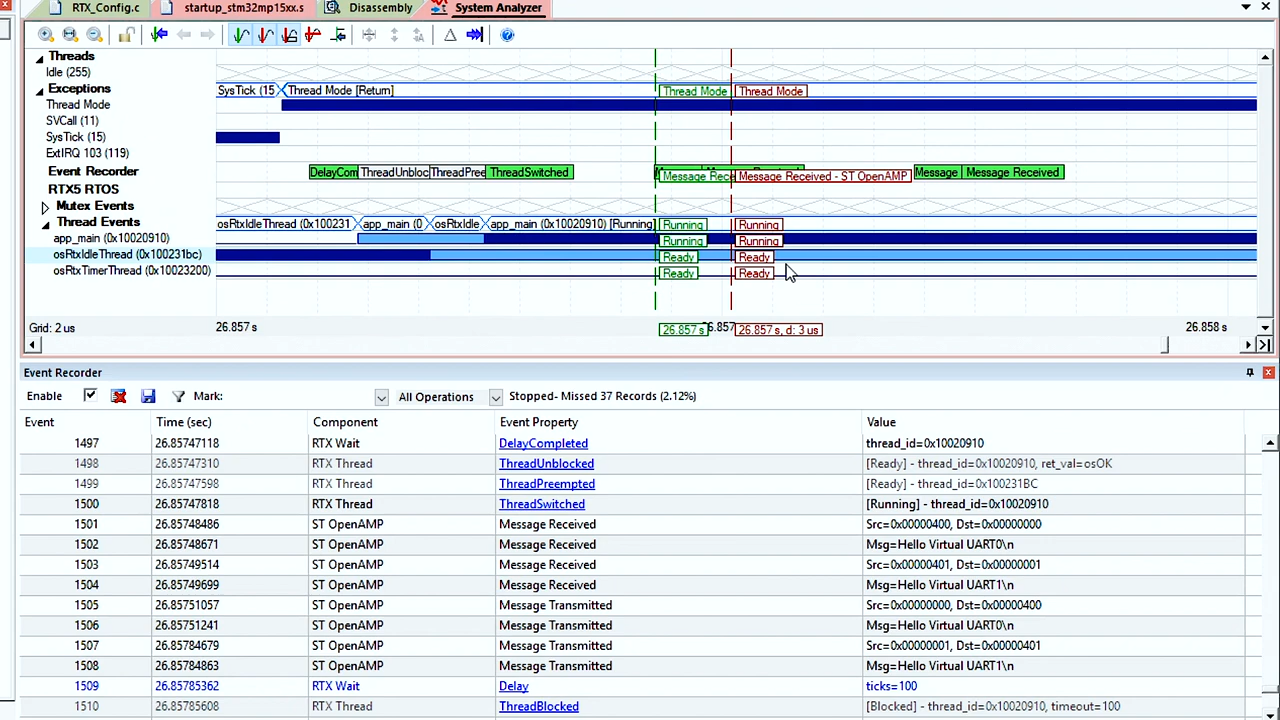 RTX_Config.c startup_stm32mp15xx.s Disassembly System Analyzer
Threads
Idle (255)
Exceptions SysTick (15 Thread Mode [Return] Thread Mode Thread Mode
Thread Mode
SVCall (11)
SysTick (15)
ExtIRQ 103 (119)
Event Recorder DelayCom ThreadUnbloc ThreadPree ThreadSwitched Message Rece Message Received - ST OpenAMP Message Message Received
RTX5 RTOS
Mutex Events
Thread Events osRtxIdleThread (0x100231 app_main (0 osRtxIdle app_main (0x10020910) [Running] Running Running
app_main (0x10020910) Running Running
osRtxIdleThread (0x100231bc) Ready Ready
osRtxTimerThread (0x10023200) Ready Ready
Grid: 2 us 26.857 s 26.857 s 26.857 26.857 s, d: 3 us 26.858 s
Event Recorder
Enable Mark: All Operations Stopped- Missed 37 Records (2.12%)
Event Time (sec) Component Event Property Value
1497 26.85747118 RTX Wait DelayCompleted thread_id=0x10020910
1498 26.85747310 RTX Thread ThreadUnblocked [Ready] - thread_id=0x10020910, ret_val=osOK
1499 26.85747598 RTX Thread ThreadPreempted [Ready] - thread_id=0x100231BC
1500 26.85747818 RTX Thread ThreadSwitched [Running] - thread_id=0x10020910
1501 26.85748486 ST OpenAMP Message Received Src=0x00000400, Dst=0x00000000
1502 26.85748671 ST OpenAMP Message Received Msg=Hello Virtual UART0\n
1503 26.85749514 ST OpenAMP Message Received Src=0x00000401, Dst=0x00000001
1504 26.85749699 ST OpenAMP Message Received Msg=Hello Virtual UART1\n
1505 26.85751057 ST OpenAMP Message Transmitted Src=0x00000000, Dst=0x00000400
1506 26.85751241 ST OpenAMP Message Transmitted Msg=Hello Virtual UART0\n
1507 26.85784679 ST OpenAMP Message Transmitted Src=0x00000001, Dst=0x00000401
1508 26.85784863 ST OpenAMP Message Transmitted Msg=Hello Virtual UART1\n
1509 26.85785362 RTX Wait Delay ticks=100
1510 26.85785608 RTX Thread ThreadBlocked [Blocked] - thread_id=0x10020910, timeout=100